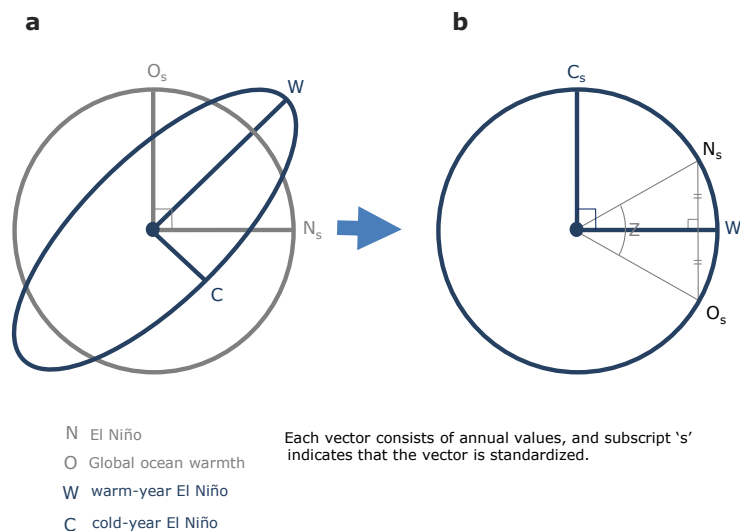 a
b
Oₛ
W
Nₛ
C
Cₛ
Nₛ
Z
W
Oₛ
N El Niño
O Global ocean warmth
W warm-year El Niño
C cold-year El Niño
Each vector consists of annual values, and subscript ‘s’
indicates that the vector is standardized.